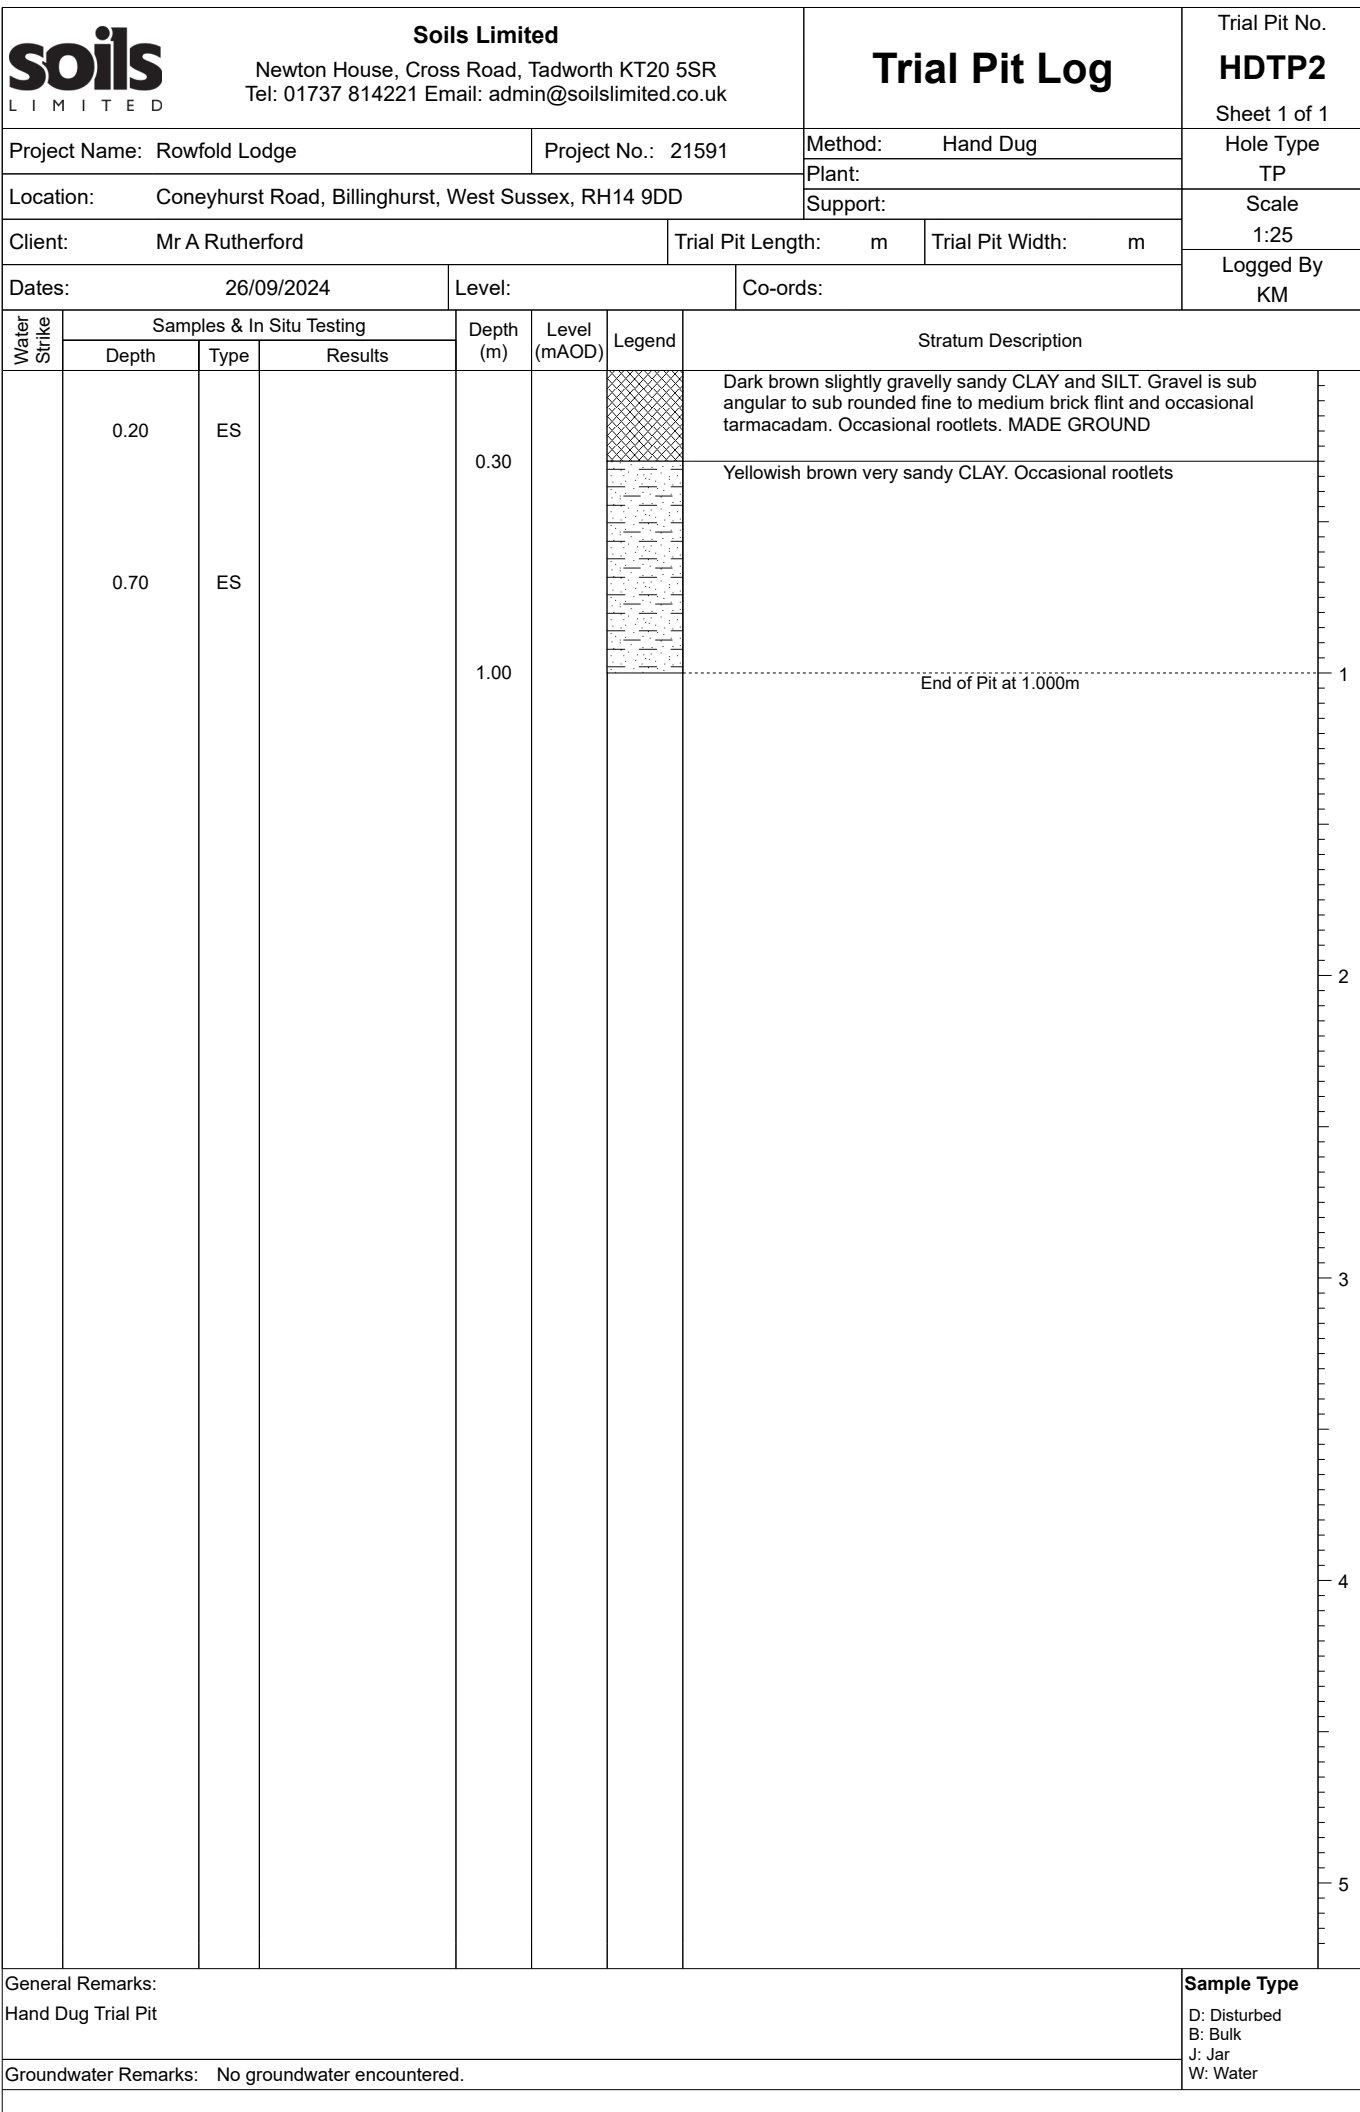 soils
LIMITED
Soils Limited
Newton House, Cross Road, Tadworth KT20 5SR
Tel: 01737 814221 Email: admin@soilslimited.co.uk
Trial Pit Log
Trial Pit No.
HDTP2
Sheet 1 of 1
Project Name: Rowfold Lodge
Project No.: 21591
Method: Hand Dug
Plant:
Support:
Hole Type
TP
Location: Coneyhurst Road, Billinghurst, West Sussex, RH14 9DD
Scale
1:25
Client: Mr A Rutherford
Trial Pit Length: m
Trial Pit Width: m
Logged By
KM
Dates: 26/09/2024
Level:
Co-ords:
Water
Strike
Samples & In Situ Testing
Depth
Type
Results
Depth
(m)
Level
(mAOD)
Legend
Stratum Description
Dark brown slightly gravelly sandy CLAY and SILT. Gravel is sub
angular to sub rounded fine to medium brick flint and occasional
tarmacadam. Occasional rootlets. MADE GROUND
0.20 ES
0.30
Yellowish brown very sandy CLAY. Occasional rootlets
0.70 ES
1.00
1
End of Pit at 1.000m
2
3
4
5
General Remarks:
Hand Dug Trial Pit
Groundwater Remarks: No groundwater encountered.
Sample Type
D: Disturbed
B: Bulk
J: Jar
W: Water